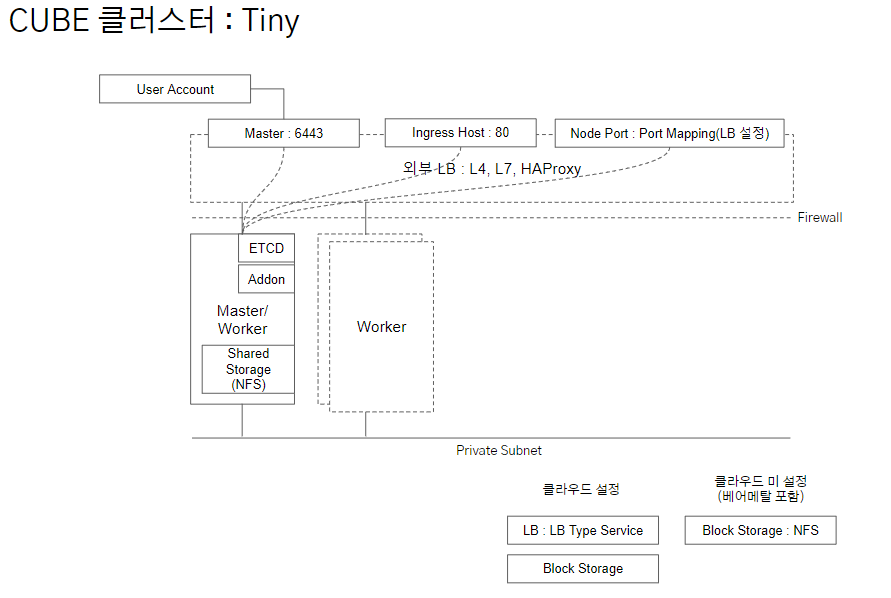 CUBE 클러스터 : Tiny
User Account
Master : 6443
Ingress Host : 80
Node Port : Port Mapping(LB 설정)
외부 LB : L4, L7, HAProxy
Firewall
ETCD
Addon
Master/
Worker
Shared
Storage
(NFS)
Worker
Private Subnet
클라우드 설정
LB : LB Type Service
Block Storage
클라우드 미 설정
(베어메탈 포함)
Block Storage : NFS